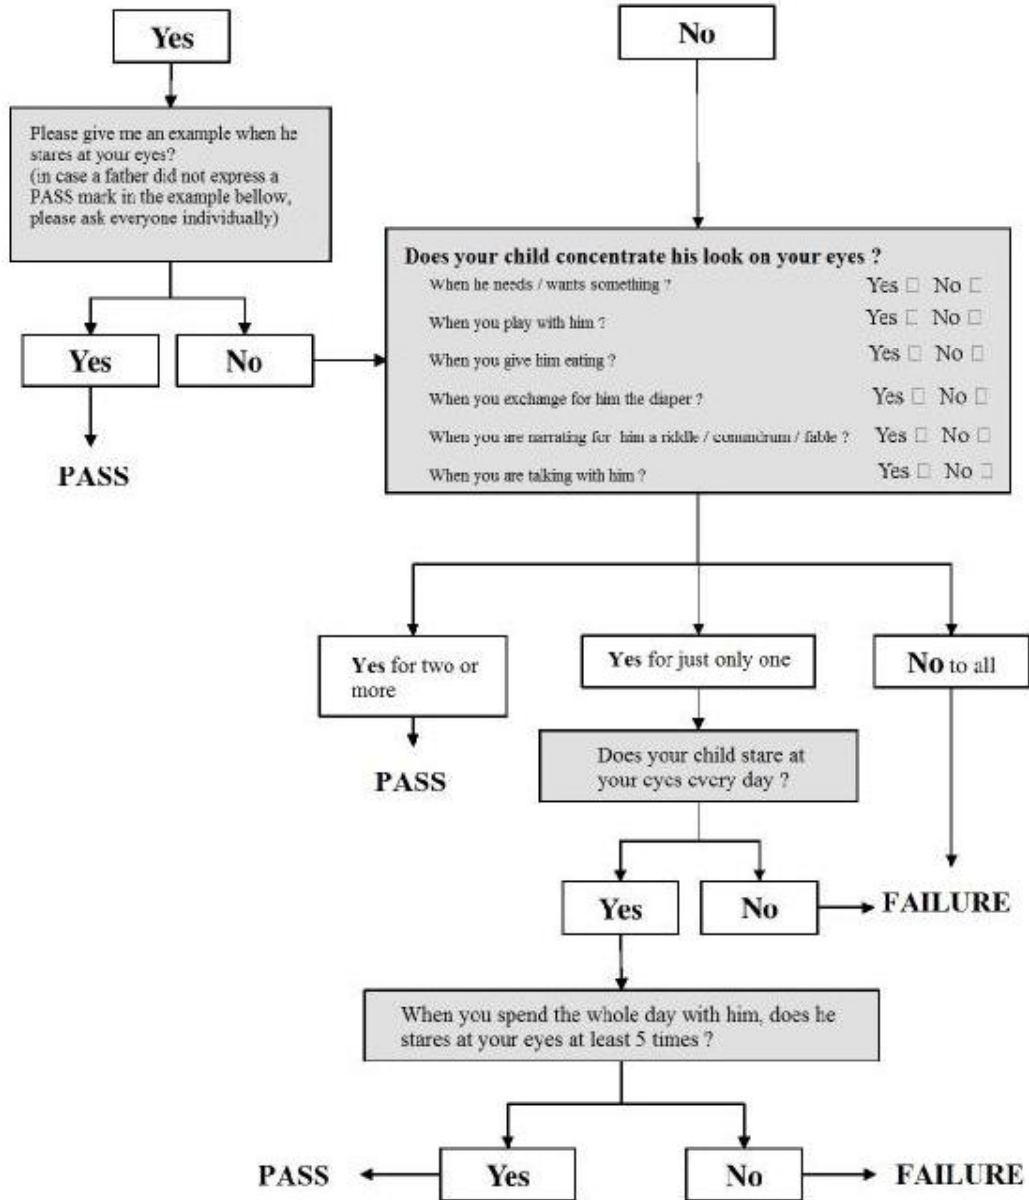 Yes
No
Please give me an example when he
stares at your eyes?
(in case a father did not express a
PASS mark in the example bellow,
please ask everyone individually)
Does your child concentrate his look on your eyes ?
When he needs / wants something ? Yes □ No □
When you play with him ? Yes □ No □
When you give him eating ? Yes □ No □
When you exchange for him the diaper ? Yes □ No □
When you are narrating for him a riddle / conundrum / fable ? Yes □ No □
When you are talking with him ? Yes □ No □
Yes
No
PASS
Yes for two or
more
Yes for just only one
No to all
PASS
Does your child stare at
your eyes every day ?
Yes
No
FAILURE
When you spend the whole day with him, does he
stares at your eyes at least 5 times ?
PASS
Yes
No
FAILURE